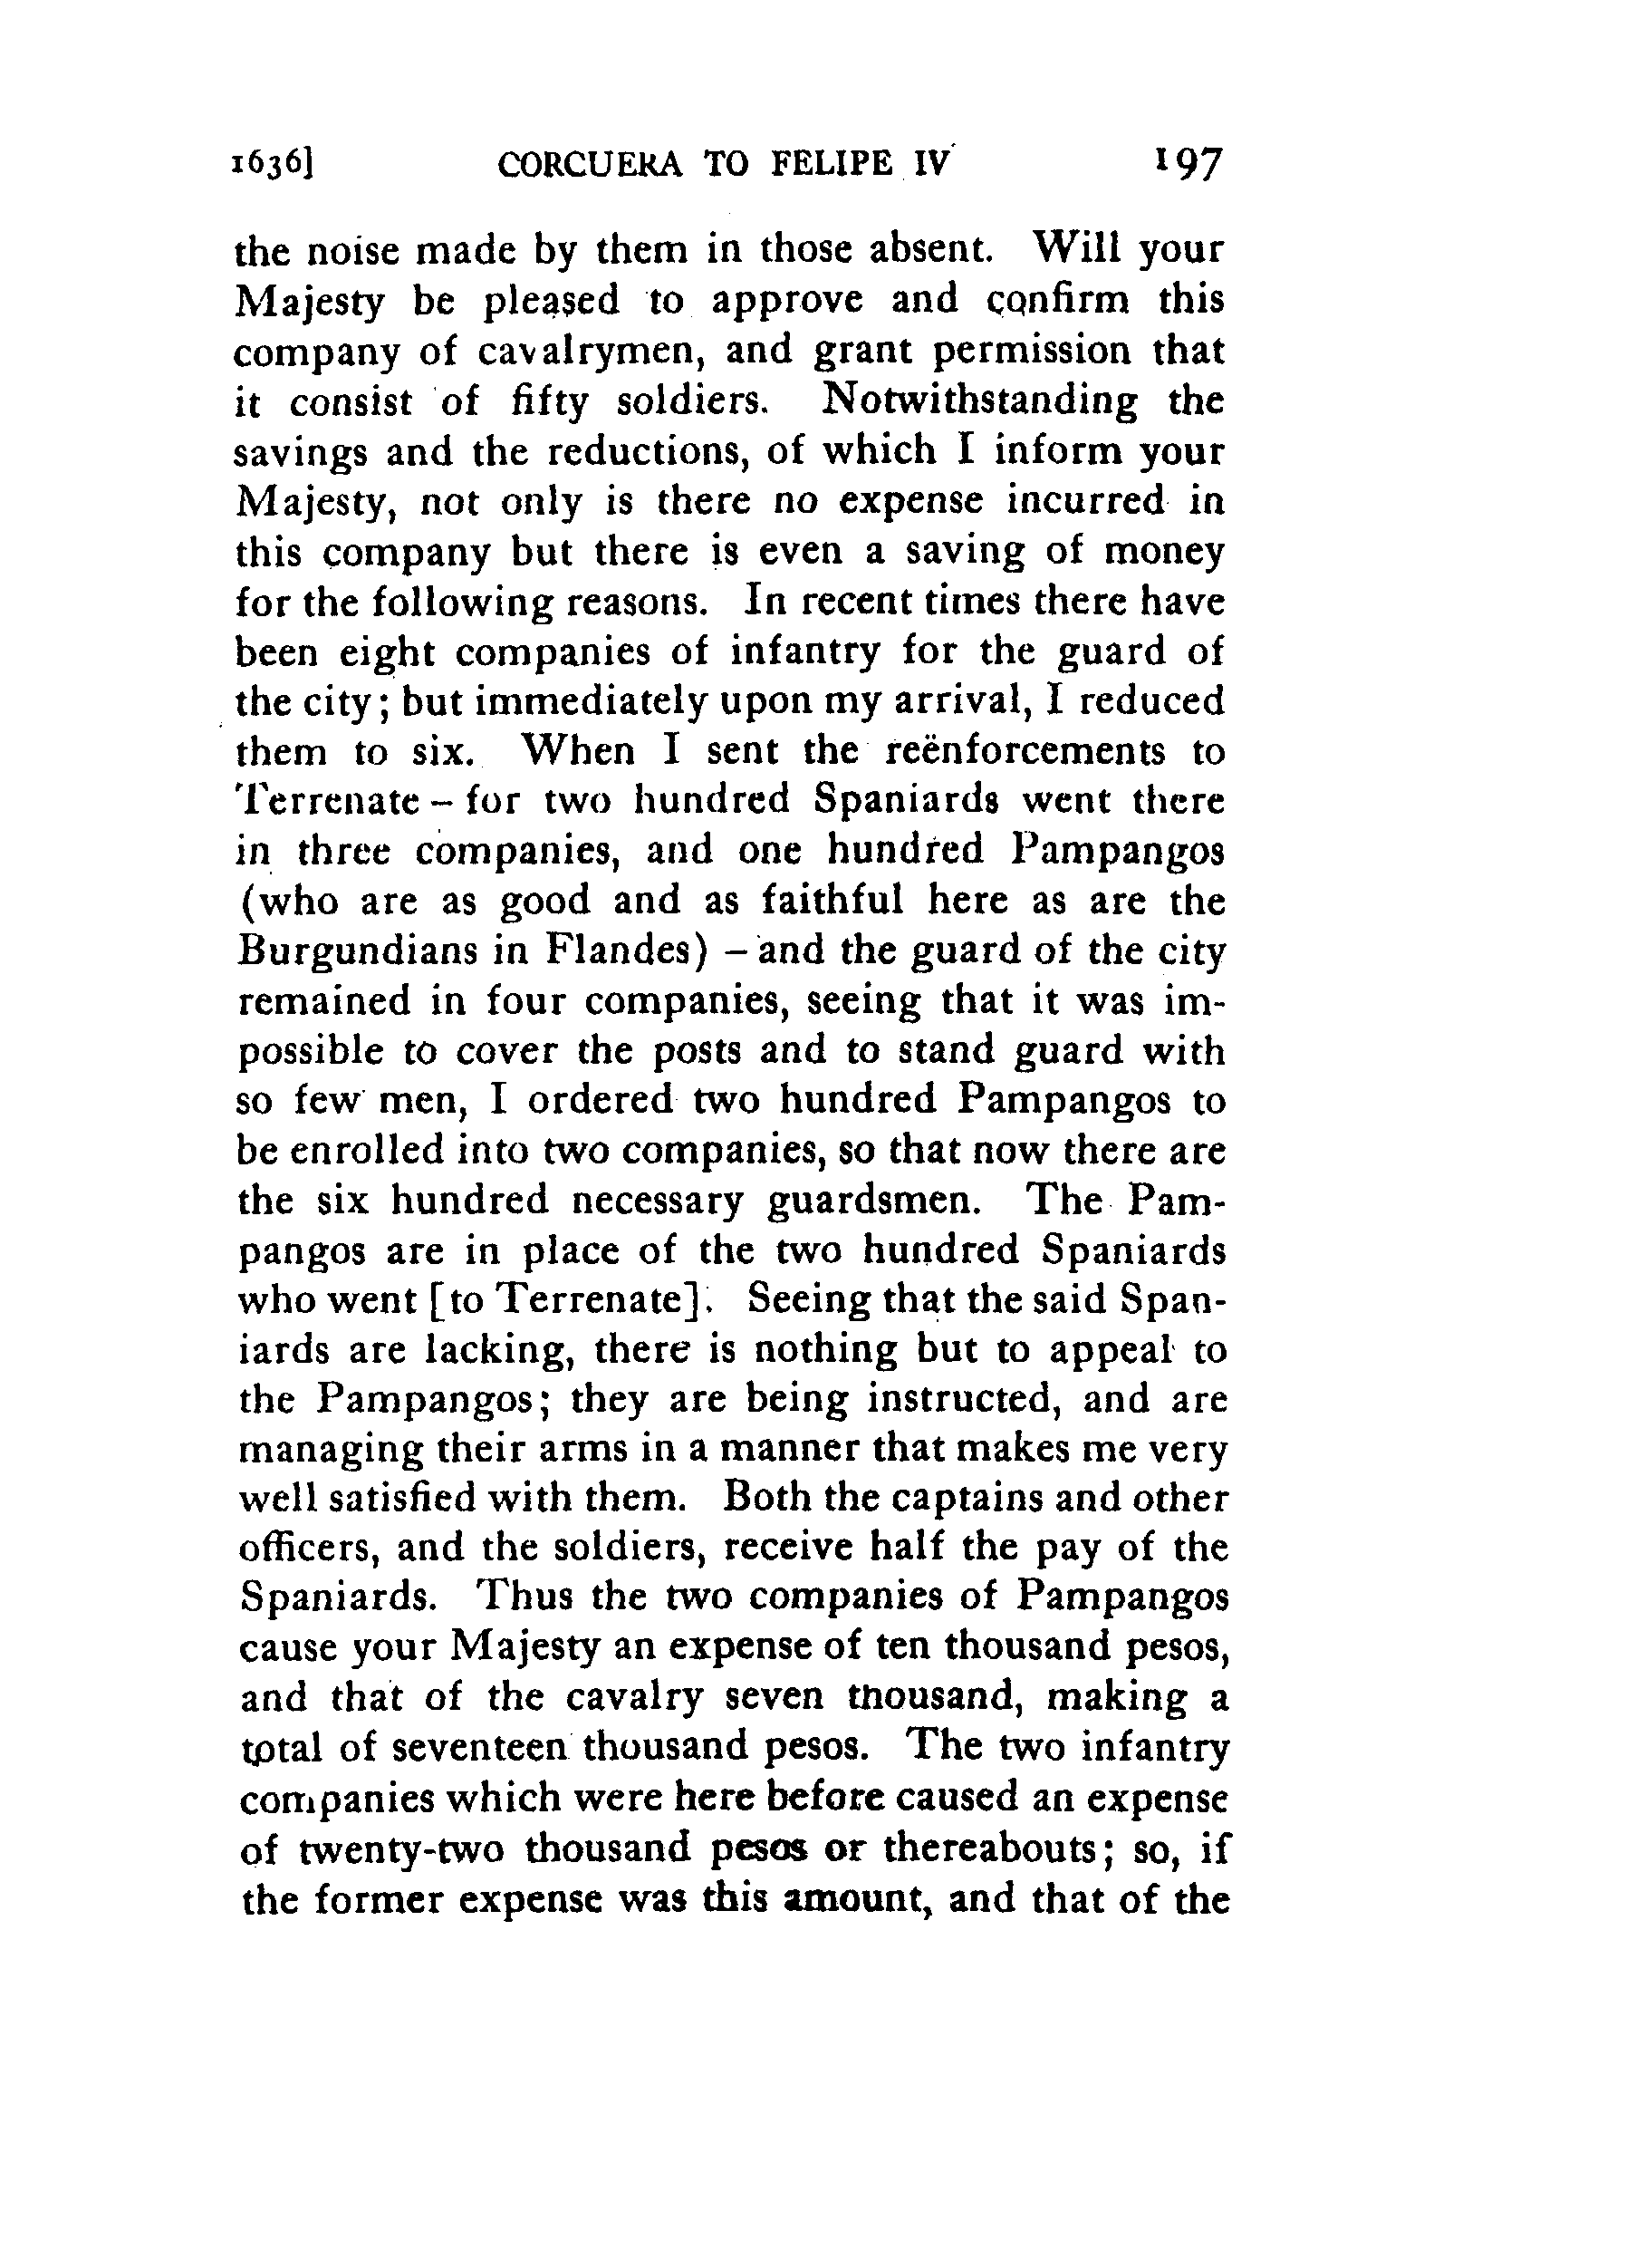 1636] CORCUERA TO FELIPE IV 197
the noise made by them in those absent. Will your
Majesty be pleased to approve and confirm this
company of cavalrymen, and grant permission that
it consist of fifty soldiers. Notwithstanding the
savings and the reductions, of which I inform your
Majesty, not only is there no expense incurred in
this company but there is even a saving of money
for the following reasons. In recent times there have
been eight companies of infantry for the guard of
the city; but immediately upon my arrival, I reduced
them to six. When I sent the reënforcements to
Terrenate – for two hundred Spaniards went there
in three companies, and one hundred Pampangos
(who are as good and as faithful here as are the
Burgundians in Flandes) – and the guard of the city
remained in four companies, seeing that it was im-
possible to cover the posts and to stand guard with
so few men, I ordered two hundred Pampangos to
be enrolled into two companies, so that now there are
the six hundred necessary guardsmen. The Pam-
pangos are in place of the two hundred Spaniards
who went [to Terrenate]. Seeing that the said Span-
iards are lacking, there is nothing but to appeal to
the Pampangos; they are being instructed, and are
managing their arms in a manner that makes me very
well satisfied with them. Both the captains and other
officers, and the soldiers, receive half the pay of the
Spaniards. Thus the two companies of Pampangos
cause your Majesty an expense of ten thousand pesos,
and that of the cavalry seven thousand, making a
total of seventeen thousand pesos. The two infantry
companies which were here before caused an expense
of twenty-two thousand pesos or thereabouts; so, if
the former expense was this amount, and that of the